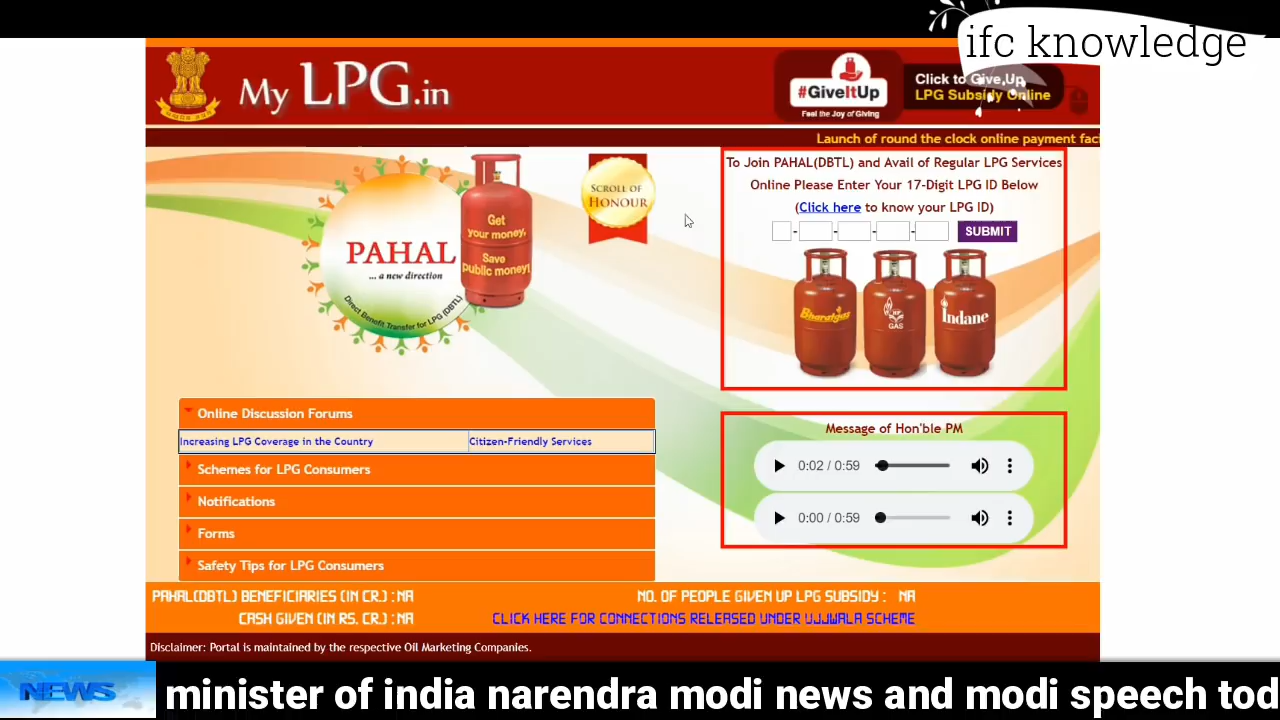 ifc knowledge
My LPG.in
#GiveItUp
Feel the Joy of Giving
Click to Give Up
LPG Subsidy Online
Launch of round the clock online payment faci
PAHAL
... a new direction
Direct Benefit Transfer for LPG (DBTL)
Get
your money,
Save
public money!
SCROLL OF
HONOUR
To Join PAHAL(DBTL) and Avail of Regular LPG Services
Online Please Enter Your 17-Digit LPG ID Below
(Click here to know your LPG ID)
- - - - SUBMIT
Bharatgas
HP
GAS
Indane
Online Discussion Forums
Increasing LPG Coverage in the Country Citizen-Friendly Services
Schemes for LPG Consumers
Notifications
Forms
Safety Tips for LPG Consumers
Message of Hon'ble PM
0:02 / 0:59
0:00 / 0:59
PAHAL(DBTL) BENEFICIARIES (IN CR.) : NA NO. OF PEOPLE GIVEN UP LPG SUBSIDY : NA
CASH GIVEN (IN RS. CR.) : NA CLICK HERE FOR CONNECTIONS RELEASED UNDER UJJWALA SCHEME
Disclaimer: Portal is maintained by the respective Oil Marketing Companies.
NEWS minister of india narendra modi news and modi speech tod